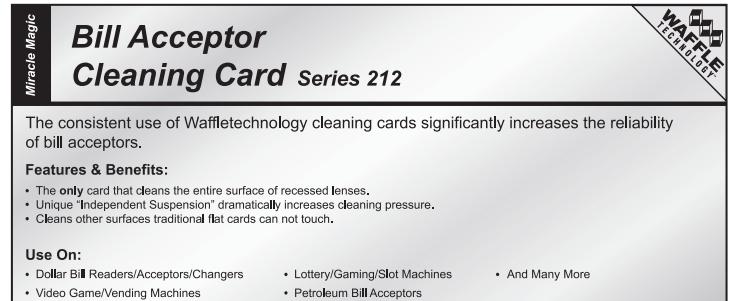 Miracle Magic
Bill Acceptor
Cleaning Card Series 212
WAFFLE
TECHNOLOGY™
The consistent use of Waffletechnology cleaning cards significantly increases the reliability
of bill acceptors.
Features & Benefits:
• The only card that cleans the entire surface of recessed lenses.
• Unique “Independent Suspension” dramatically increases cleaning pressure.
• Cleans other surfaces traditional flat cards can not touch.
Use On:
• Dollar Bill Readers/Acceptors/Changers • Lottery/Gaming/Slot Machines • And Many More
• Video Game/Vending Machines • Petroleum Bill Acceptors